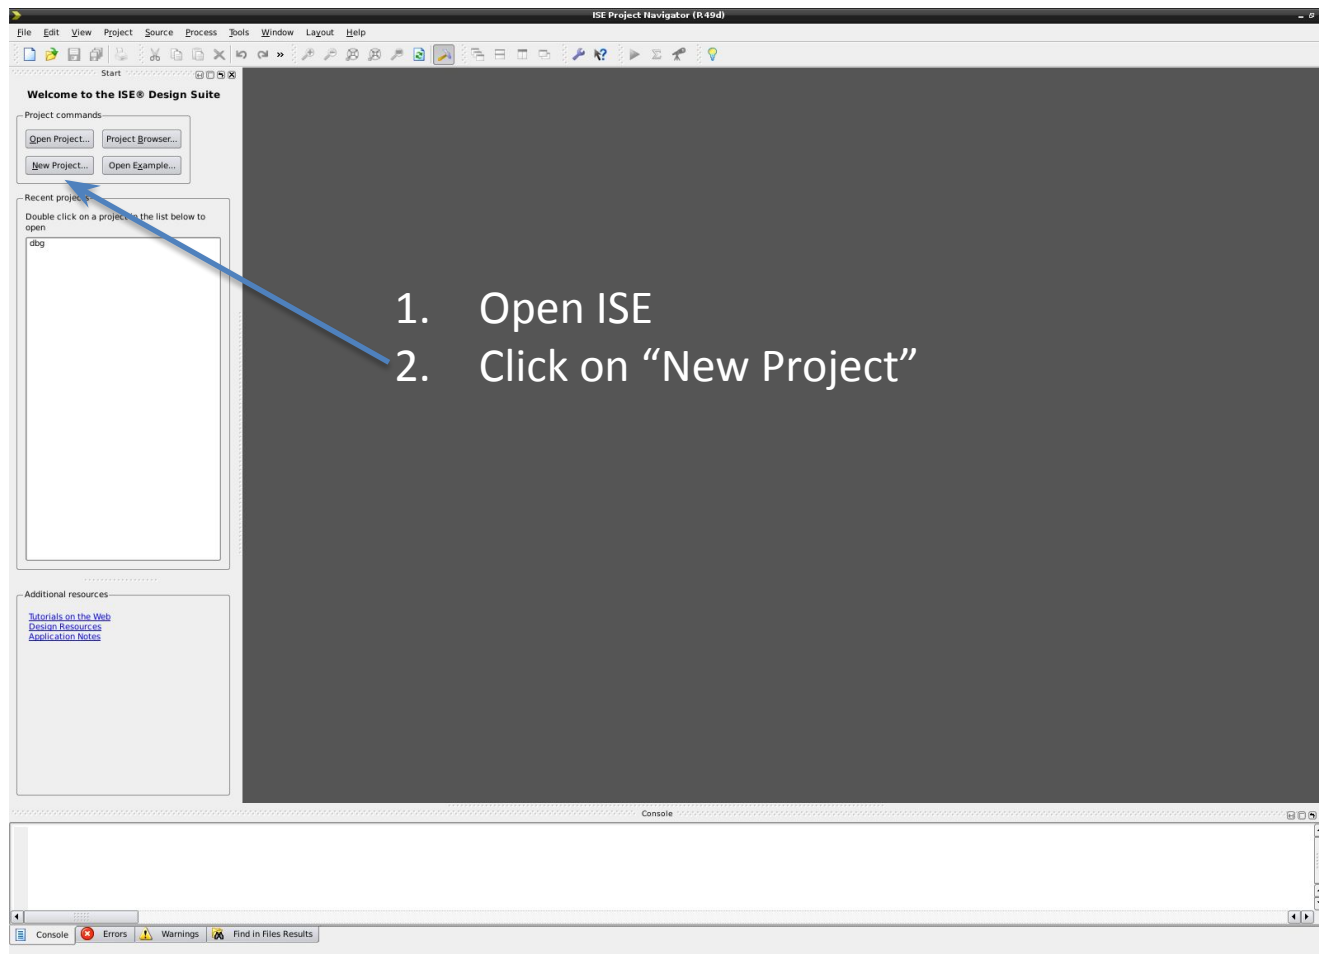 ISE Project Navigator (P.49d)
File Edit View Project Source Process Tools Window Layout Help
Start
Welcome to the ISE® Design Suite
Project commands
Open Project... Project Browser...
New Project... Open Example...
Recent projects
Double click on a project in the list below to
open
dbg
1. Open ISE
2. Click on “New Project”
Additional resources
Tutorials on the Web
Design Resources
Application Notes
Console
Console Errors Warnings Find in Files Results